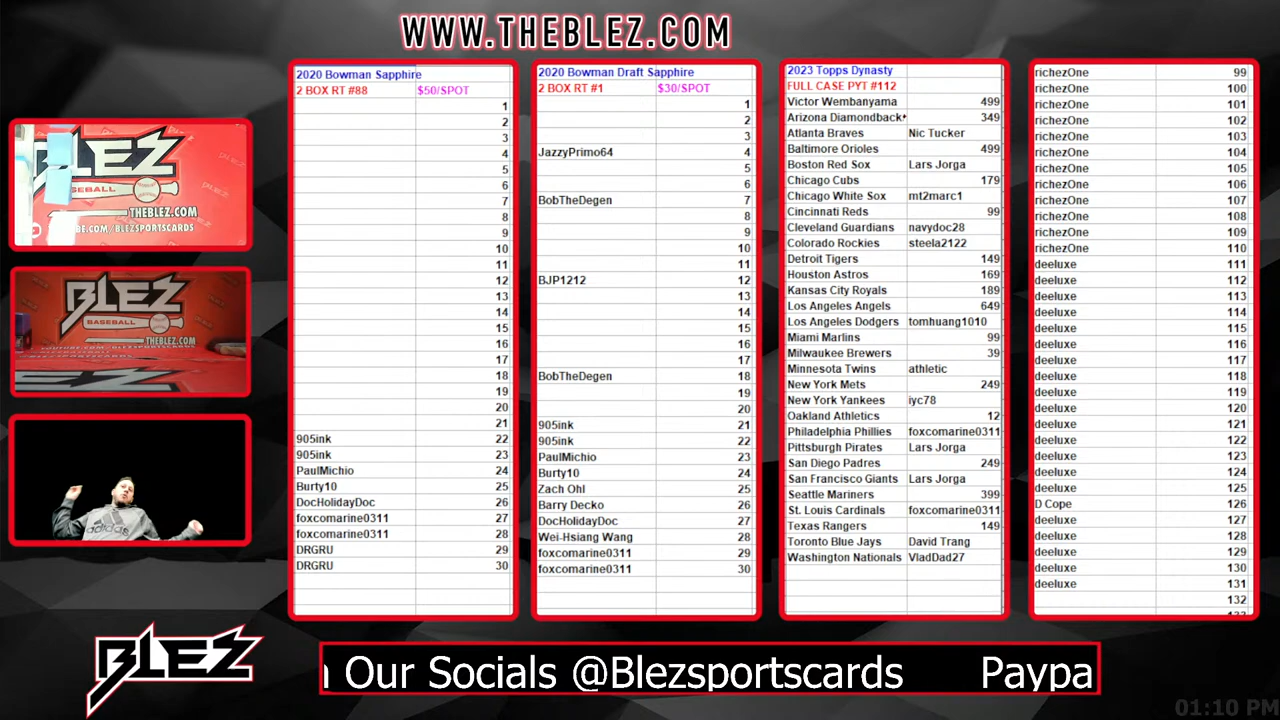 WWW.THEBLEZ.COM
BLEZ
BASEBALL
THEBLEZ.COM
BE.COM/BLEZSPORTSCARDS
BLEZ
BASEBALL
THEBLEZ.COM
adidas
2020 Bowman Sapphire
2 BOX RT #88 $50/SPOT
1
2
3
4
5
6
7
8
9
10
11
12
13
14
15
16
17
18
19
20
21
905ink 22
905ink 23
PaulMichio 24
Burty10 25
DocHolidayDoc 26
foxcomarine0311 27
foxcomarine0311 28
DRGRU 29
DRGRU 30
2020 Bowman Draft Sapphire
2 BOX RT #1 $30/SPOT
1
2
3
JazzyPrimo64 4
5
6
BobTheDegen 7
8
9
10
11
BJP1212 12
13
14
15
16
17
BobTheDegen 18
19
20
905ink 21
905ink 22
PaulMichio 23
Burty10 24
Zach Ohl 25
Barry Decko 26
DocHolidayDoc 27
Wei-Hsiang Wang 28
foxcomarine0311 29
foxcomarine0311 30
2023 Topps Dynasty
FULL CASE PYT #112
Victor Wembanyama 499
Arizona Diamondback 349
Atlanta Braves Nic Tucker
Baltimore Orioles 499
Boston Red Sox Lars Jorga
Chicago Cubs 179
Chicago White Sox mt2marc1
Cincinnati Reds 99
Cleveland Guardians navydoc28
Colorado Rockies steela2122
Detroit Tigers 149
Houston Astros 169
Kansas City Royals 189
Los Angeles Angels 649
Los Angeles Dodgers tomhuang1010
Miami Marlins 99
Milwaukee Brewers 39
Minnesota Twins athletic
New York Mets 249
New York Yankees iyc78
Oakland Athletics 12
Philadelphia Phillies foxcomarine0311
Pittsburgh Pirates Lars Jorga
San Diego Padres 249
San Francisco Giants Lars Jorga
Seattle Mariners 399
St. Louis Cardinals foxcomarine0311
Texas Rangers 149
Toronto Blue Jays David Trang
Washington Nationals VladDad27
richezOne 99
richezOne 100
richezOne 101
richezOne 102
richezOne 103
richezOne 104
richezOne 105
richezOne 106
richezOne 107
richezOne 108
richezOne 109
richezOne 110
deeluxe 111
deeluxe 112
deeluxe 113
deeluxe 114
deeluxe 115
deeluxe 116
deeluxe 117
deeluxe 118
deeluxe 119
deeluxe 120
deeluxe 121
deeluxe 122
deeluxe 123
deeluxe 124
deeluxe 125
D Cope 126
deeluxe 127
deeluxe 128
deeluxe 129
deeluxe 130
deeluxe 131
132
BLEZ
Our Socials @Blezsportscards Paypa
01:10 PM